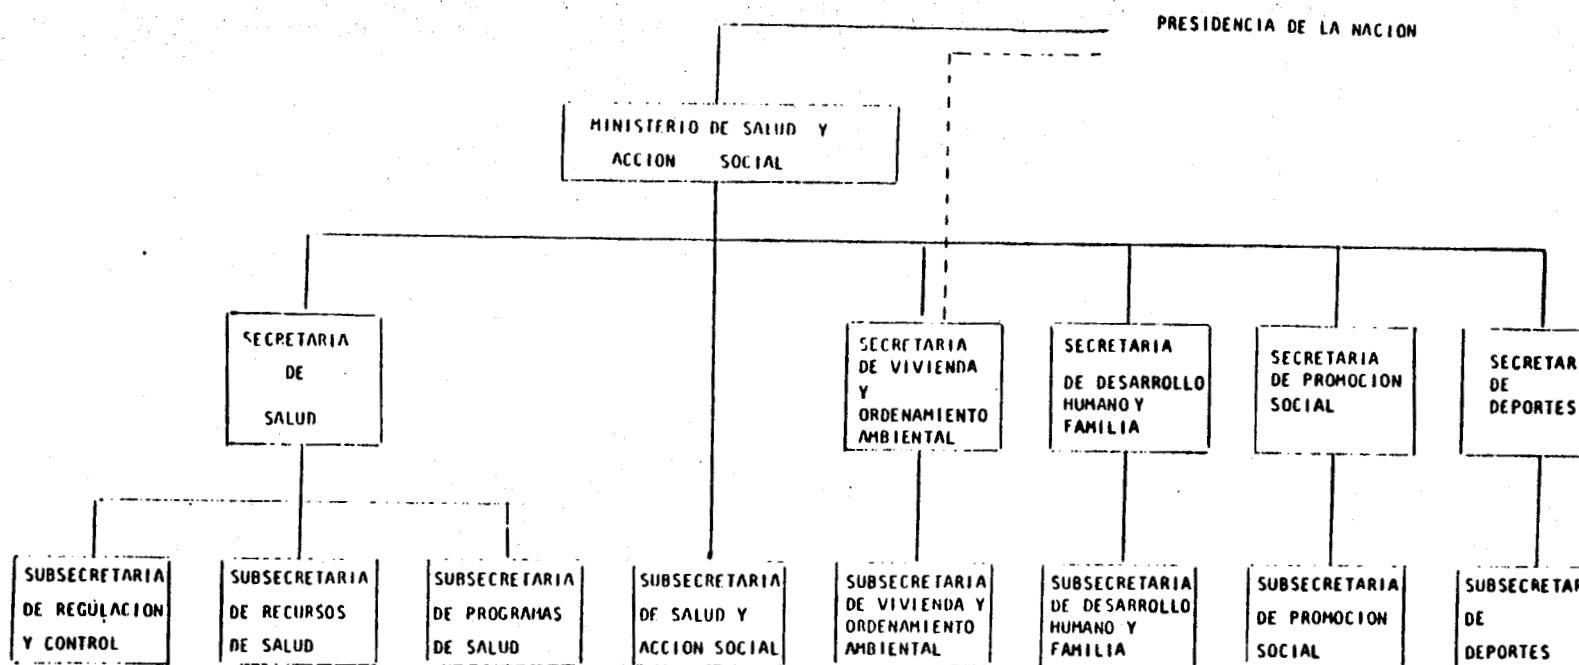 PRESIDENCIA DE LA NACION
MINISTERIO DE SALUD Y
ACCION SOCIAL
SECRETARIA
DE
SALUD
SECRETARIA
DE VIVIENDA
Y
ORDENAMIENTO
AMBIENTAL
SECRETARIA
DE DESARROLLO
HUMANO Y
FAMILIA
SECRETARIA
DE PROMOCION
SOCIAL
SECRETAR
DE
DEPORTES
SUBSECRETARIA
DE REGULACION
Y CONTROL
SUBSECRETARIA
DE RECURSOS
DE SALUD
SUBSECRETARIA
DE PROGRAMAS
DE SALUD
SUBSECRETARIA
DE SALUD Y
ACCION SOCIAL
SUBSECRETARIA
DE VIVIENDA Y
ORDENAMIENTO
AMBIENTAL
SUBSECRETARIA
DE DESARROLLO
HUMANO Y
FAMILIA
SUBSECRETARIA
DE PROMOCION
SOCIAL
SUBSECRETAR
DE
DEPORTES